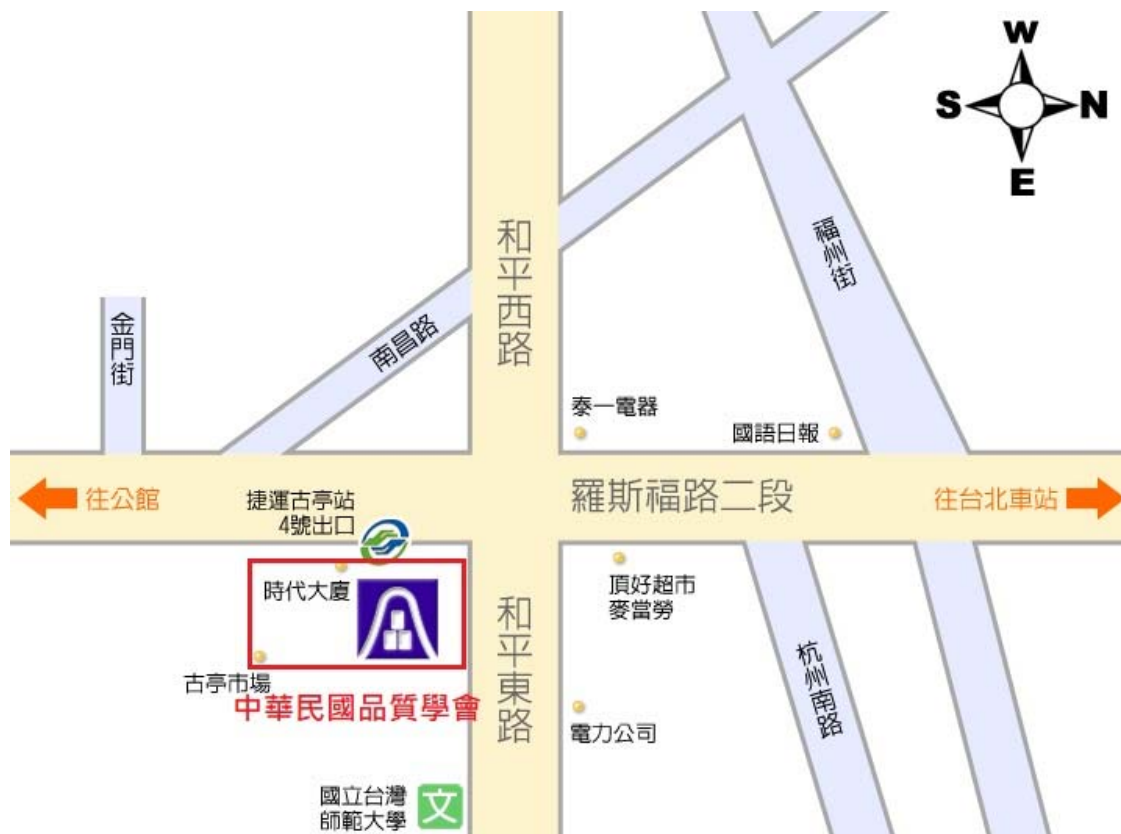 W
S
N
E
和平西路
福州街
金門街
南昌路
泰一電器
國語日報
往公館
捷運古亭站
4號出口
羅斯福路二段
往台北車站
時代大廈
頂好超市
麥當勞
和平東路
杭州南路
古亭市場
中華民國品質學會
電力公司
國立台灣
師範大學
文